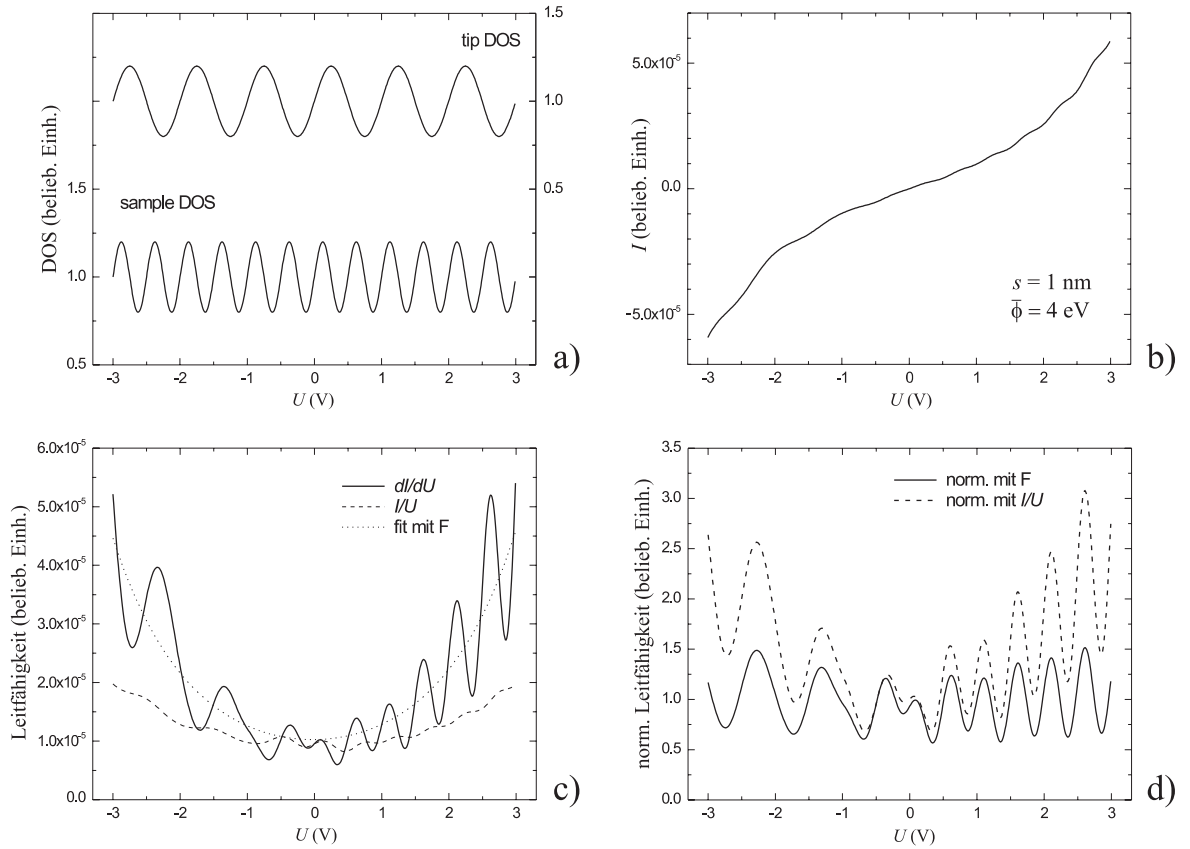 1.5
tip DOS
1.0
1.5
0.5
sample DOS
1.0
0.5
DOS (belieb. Einh.)
-3 -2 -1 0 1 2 3
U (V)
a)
5.0x10-5
0.0
-5.0x10-5
I (belieb. Einh.)
s = 1 nm
ϕ̄ = 4 eV
-3 -2 -1 0 1 2 3
U (V)
b)
6.0x10-5
5.0x10-5
4.0x10-5
3.0x10-5
2.0x10-5
1.0x10-5
0.0
Leitfähigkeit (belieb. Einh.)
dI/dU
I/U
fit mit F
-3 -2 -1 0 1 2 3
U (V)
c)
3.5
3.0
2.5
2.0
1.5
1.0
0.5
0.0
norm. Leitfähigkeit (belieb. Einh.)
norm. mit F
norm. mit I/U
-3 -2 -1 0 1 2 3
U (V)
d)